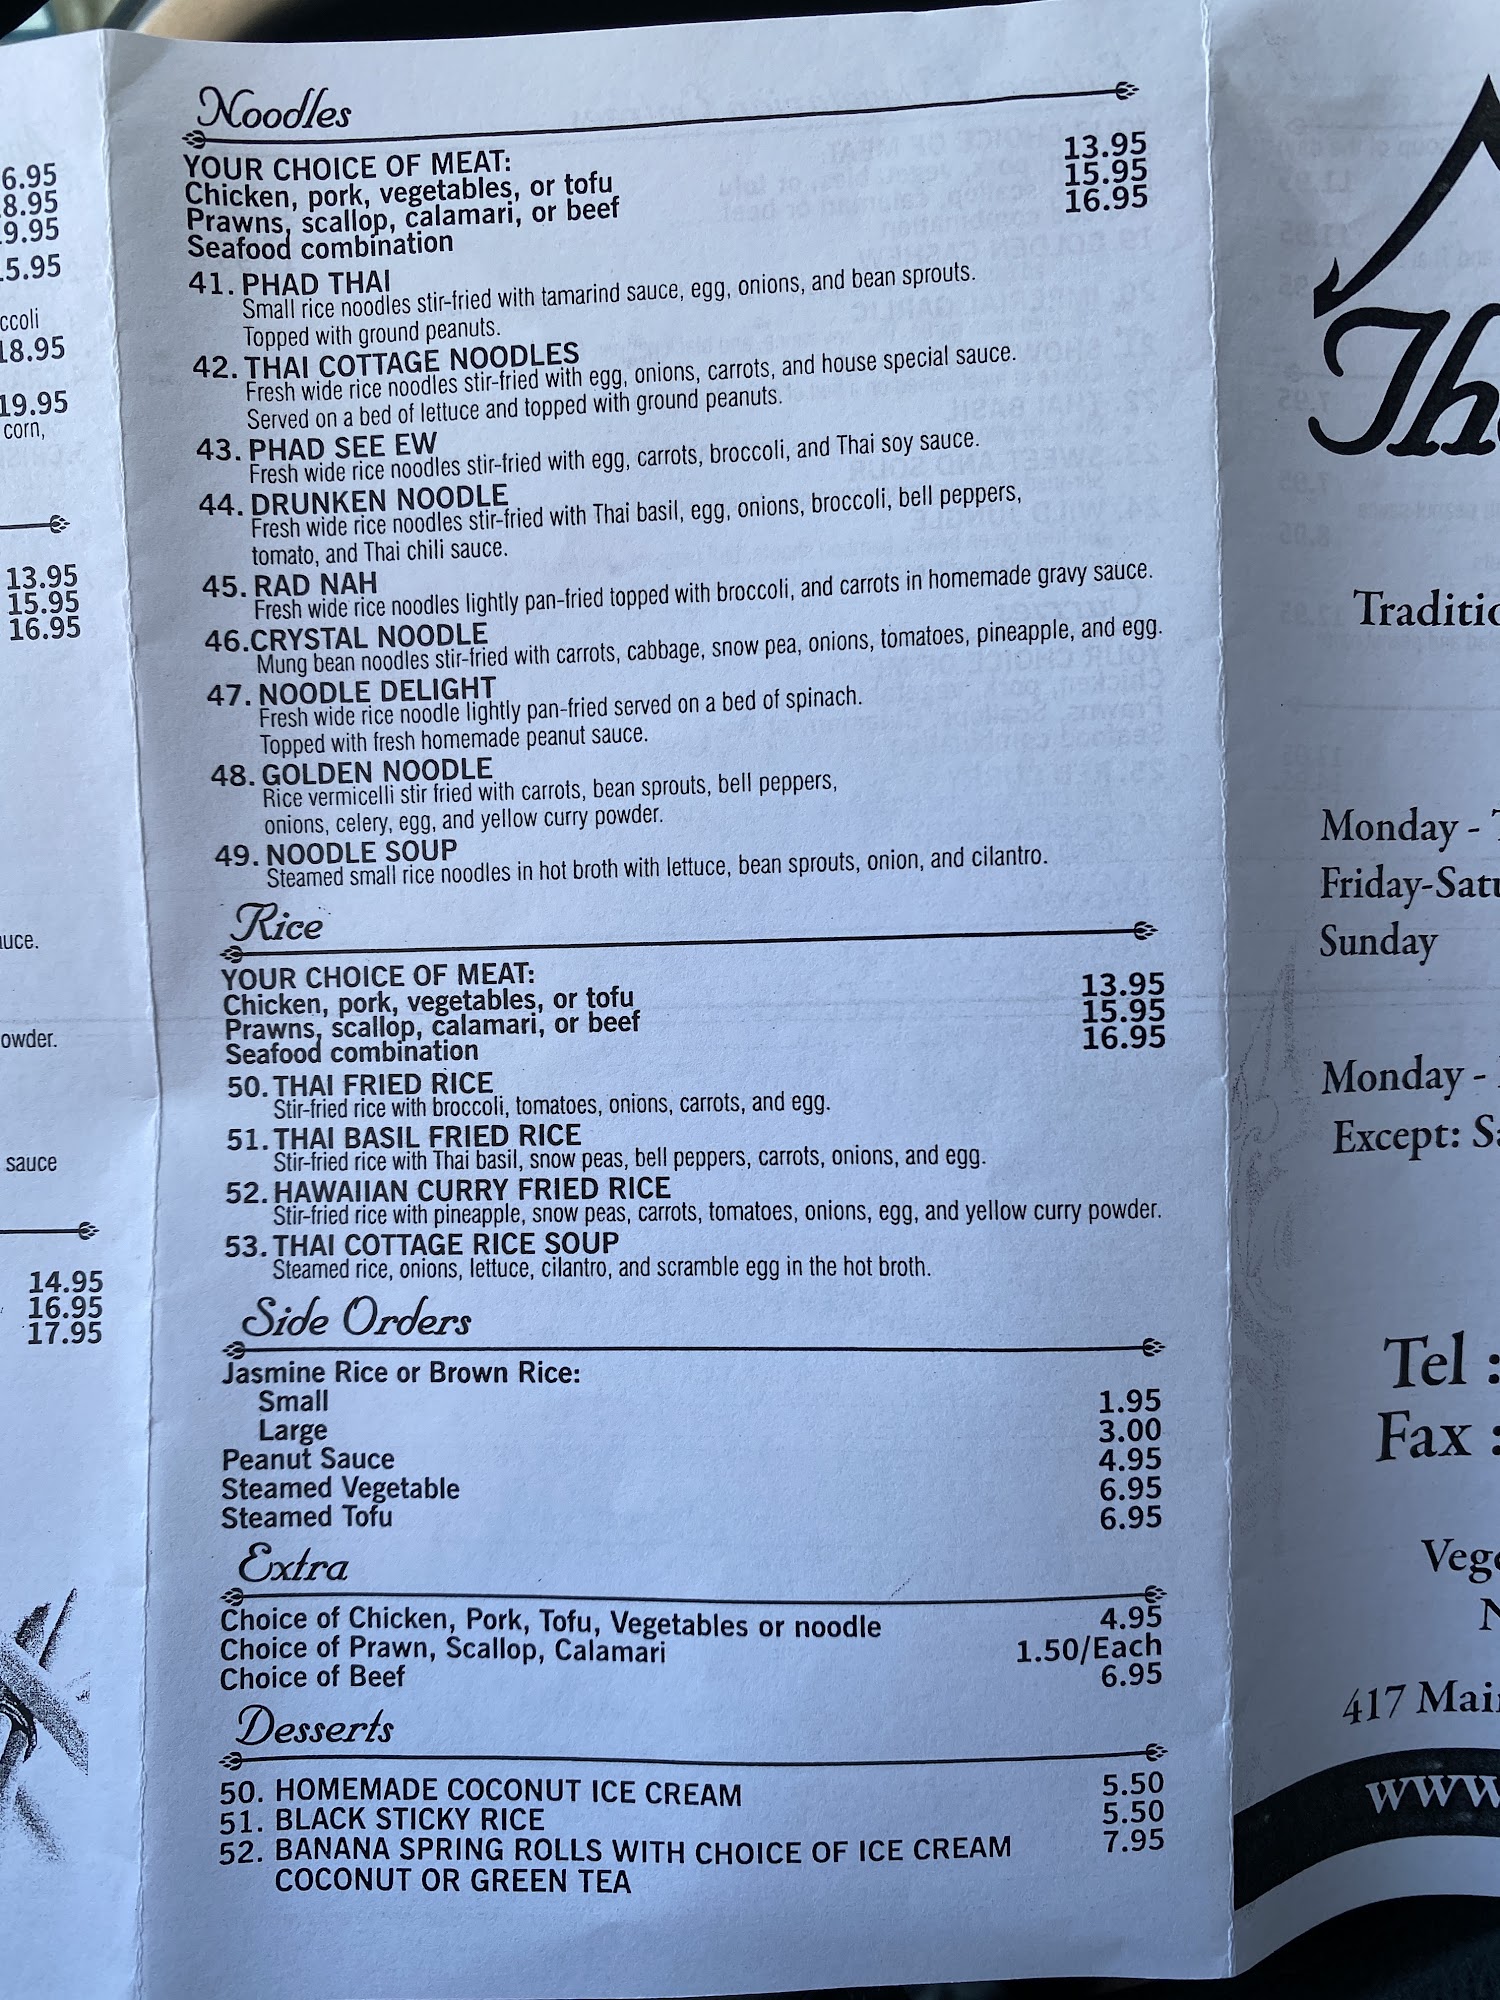 6.95
8.95
9.95
15.95
ccoli
18.95
19.95
corn,
13.95
15.95
16.95
auce.
owder.
sauce
14.95
16.95
17.95
Noodles
YOUR CHOICE OF MEAT:
Chicken, pork, vegetables, or tofu 13.95
Prawns, scallop, calamari, or beef 15.95
Seafood combination 16.95
41. PHAD THAI
Small rice noodles stir-fried with tamarind sauce, egg, onions, and bean sprouts.
Topped with ground peanuts.
42. THAI COTTAGE NOODLES
Fresh wide rice noodles stir-fried with egg, onions, carrots, and house special sauce.
Served on a bed of lettuce and topped with ground peanuts.
43. PHAD SEE EW
Fresh wide rice noodles stir-fried with egg, carrots, broccoli, and Thai soy sauce.
44. DRUNKEN NOODLE
Fresh wide rice noodles stir-fried with Thai basil, egg, onions, broccoli, bell peppers,
tomato, and Thai chili sauce.
45. RAD NAH
Fresh wide rice noodles lightly pan-fried topped with broccoli, and carrots in homemade gravy sauce.
46.CRYSTAL NOODLE
Mung bean noodles stir-fried with carrots, cabbage, snow pea, onions, tomatoes, pineapple, and egg.
47. NOODLE DELIGHT
Fresh wide rice noodle lightly pan-fried served on a bed of spinach.
Topped with fresh homemade peanut sauce.
48. GOLDEN NOODLE
Rice vermicelli stir fried with carrots, bean sprouts, bell peppers,
onions, celery, egg, and yellow curry powder.
49. NOODLE SOUP
Steamed small rice noodles in hot broth with lettuce, bean sprouts, onion, and cilantro.
Rice
YOUR CHOICE OF MEAT:
Chicken, pork, vegetables, or tofu 13.95
Prawns, scallop, calamari, or beef 15.95
Seafood combination 16.95
50. THAI FRIED RICE
Stir-fried rice with broccoli, tomatoes, onions, carrots, and egg.
51. THAI BASIL FRIED RICE
Stir-fried rice with Thai basil, snow peas, bell peppers, carrots, onions, and egg.
52. HAWAIIAN CURRY FRIED RICE
Stir-fried rice with pineapple, snow peas, carrots, tomatoes, onions, egg, and yellow curry powder.
53. THAI COTTAGE RICE SOUP
Steamed rice, onions, lettuce, cilantro, and scramble egg in the hot broth.
Side Orders
Jasmine Rice or Brown Rice:
Small 1.95
Large 3.00
Peanut Sauce 4.95
Steamed Vegetable 6.95
Steamed Tofu 6.95
Extra
Choice of Chicken, Pork, Tofu, Vegetables or noodle 4.95
Choice of Prawn, Scallop, Calamari 1.50/Each
Choice of Beef 6.95
Desserts
50. HOMEMADE COCONUT ICE CREAM 5.50
51. BLACK STICKY RICE 5.50
52. BANANA SPRING ROLLS WITH CHOICE OF ICE CREAM 7.95
COCONUT OR GREEN TEA
Th
Traditio
Monday -
Friday-Satu
Sunday
Monday -
Except: Sa
Tel :
Fax :
Vege
N
417 Main
www